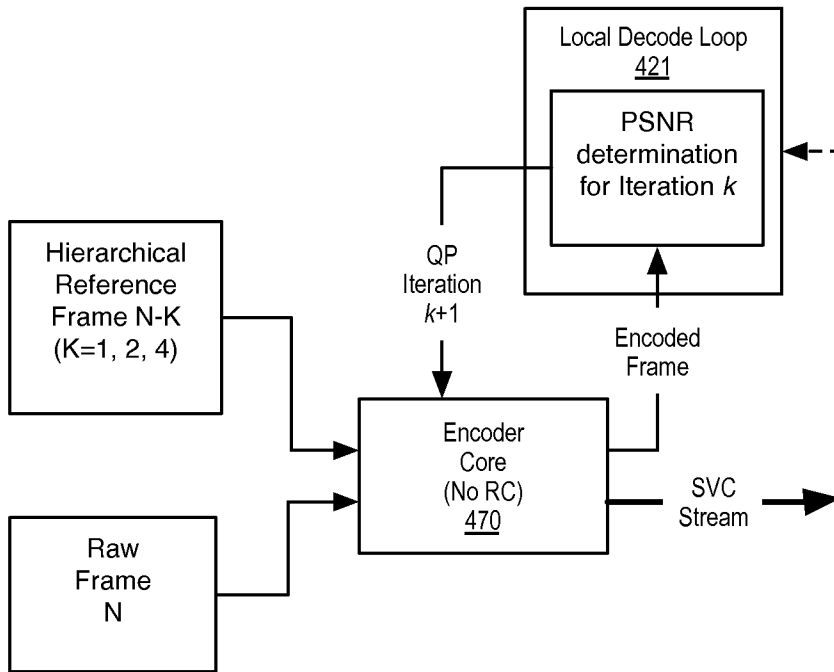 Local Decode Loop
421
PSNR
determination
for Iteration k
Hierarchical
Reference
Frame N-K
(K=1, 2, 4)
QP
Iteration
k+1
Encoded
Frame
Encoder
Core
(No RC)
470
SVC
Stream
Raw
Frame
N